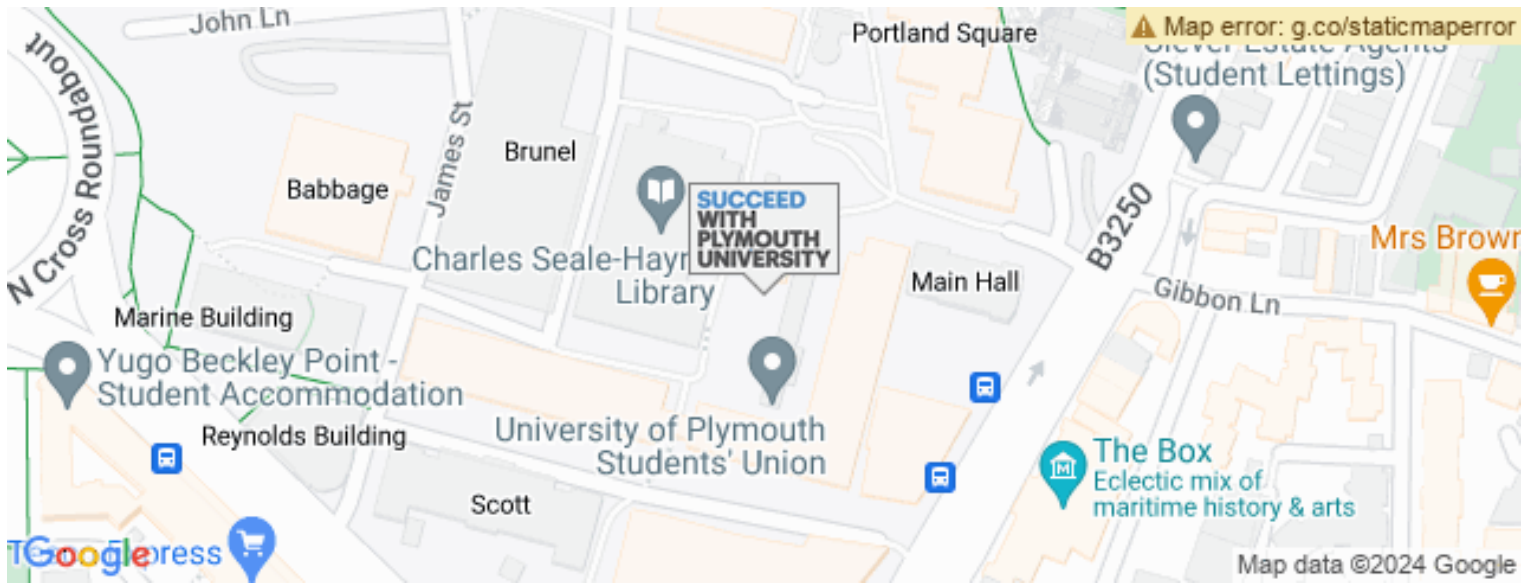 John Ln
Portland Square
Map error: g.co/staticmaperror
Clever Estate Agents
(Student Lettings)
N Cross Roundabout
James St
Brunel
Babbage
SUCCEED
WITH
PLYMOUTH
UNIVERSITY
B3250
Mrs Brown
Charles Seale-Hayn
Library
Main Hall
Gibbon Ln
Marine Building
Yugo Beckley Point -
Student Accommodation
Reynolds Building
University of Plymouth
Students' Union
The Box
Eclectic mix of
maritime history & arts
Scott
Google
press
Map data ©2024 Google